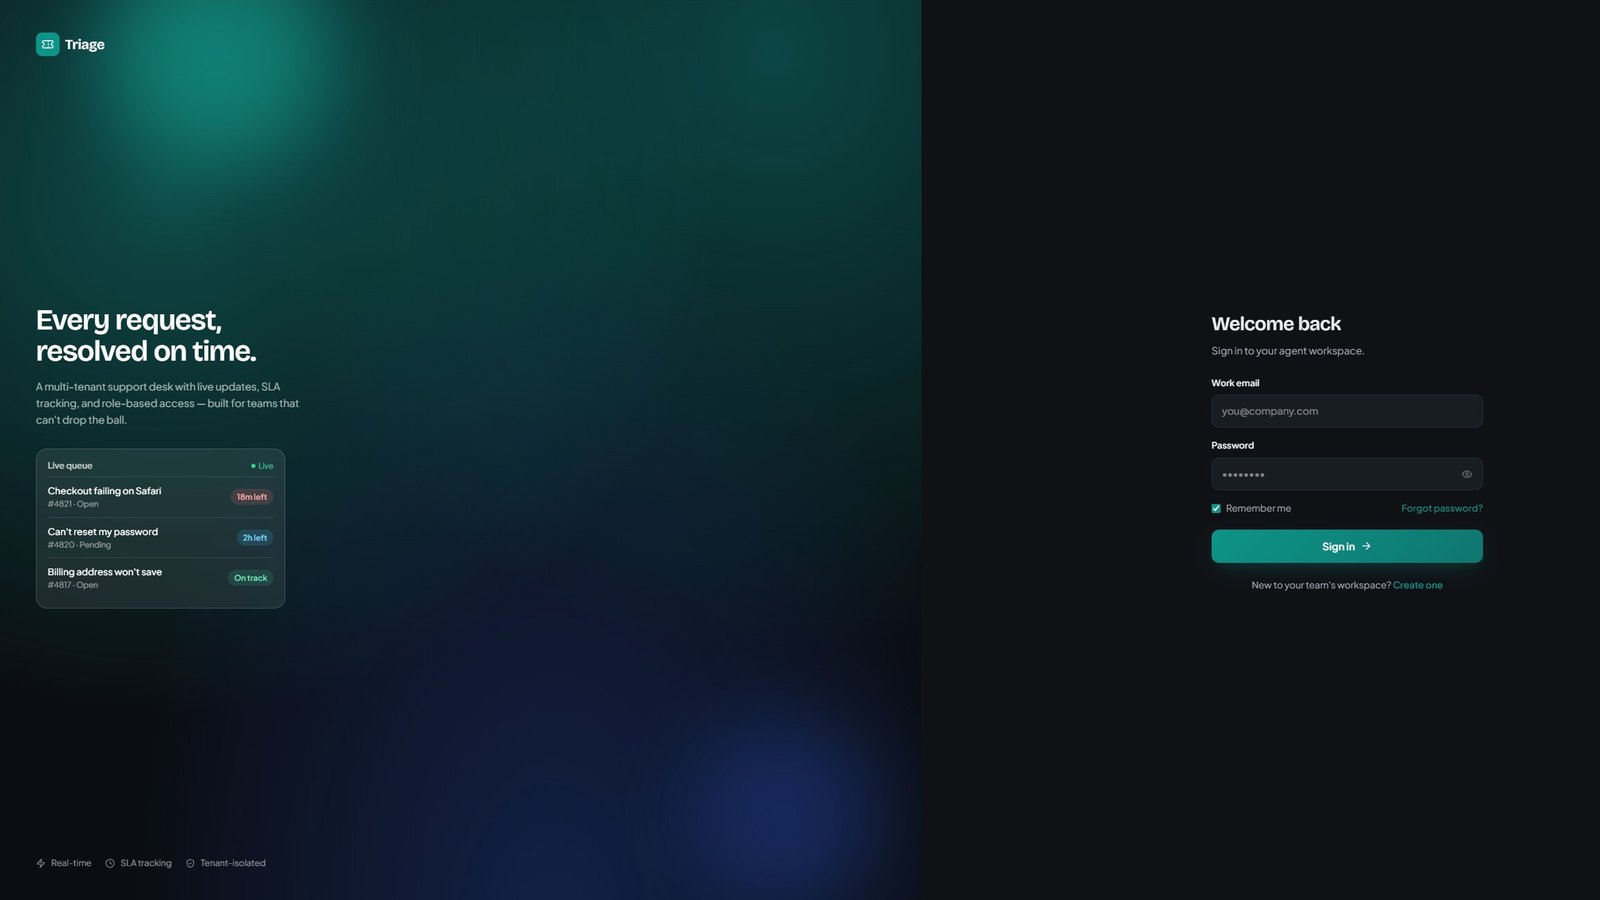 Triage
Every request,
resolved on time.
A multi-tenant support desk with live updates, SLA
tracking, and role-based access — built for teams that
can't drop the ball.
Live queue
Live
Checkout failing on Safari
18m left
#4821 · Open
Can't reset my password
2h left
#4820 · Pending
Billing address won't save
On track
#4817 · Open
Real-time
SLA tracking
Tenant-isolated
Welcome back
Sign in to your agent workspace.
Work email
you@company.com
Password
••••••••
Remember me
Forgot password?
Sign in →
New to your team's workspace? Create one